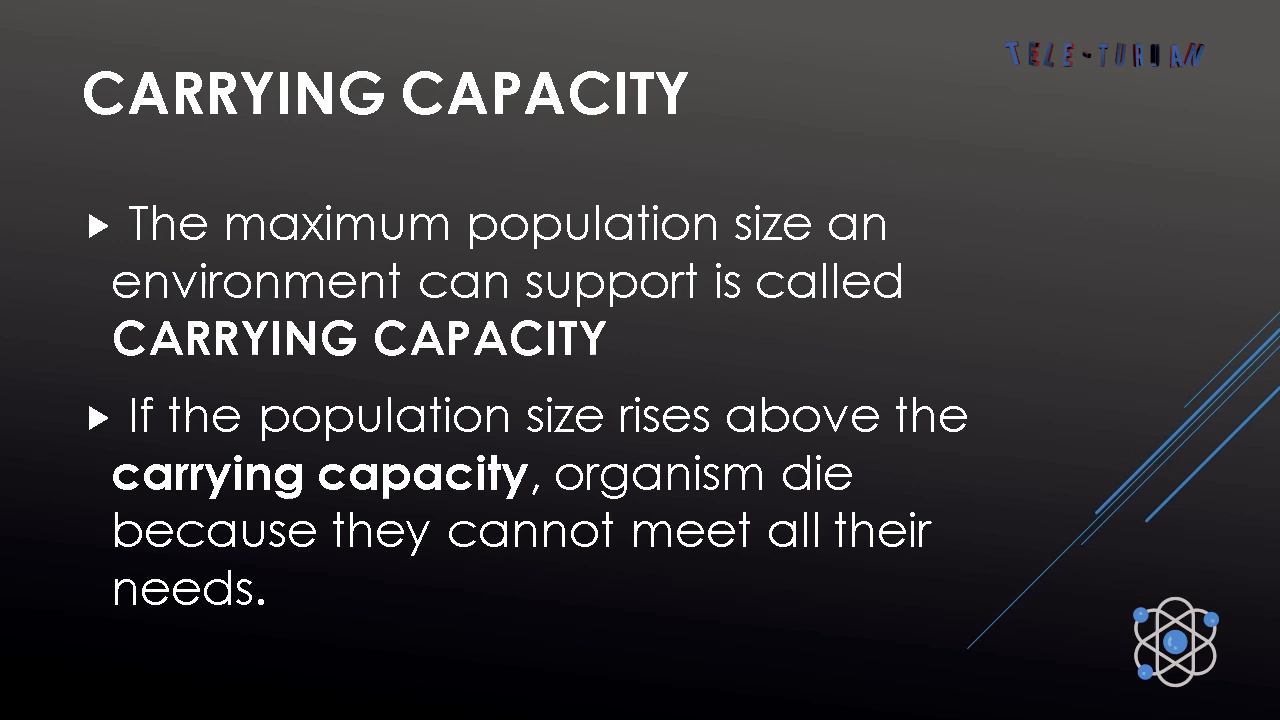 TELE-TURIAN
CARRYING CAPACITY
The maximum population size an
environment can support is called
CARRYING CAPACITY
If the population size rises above the
carrying capacity, organism die
because they cannot meet all their
needs.